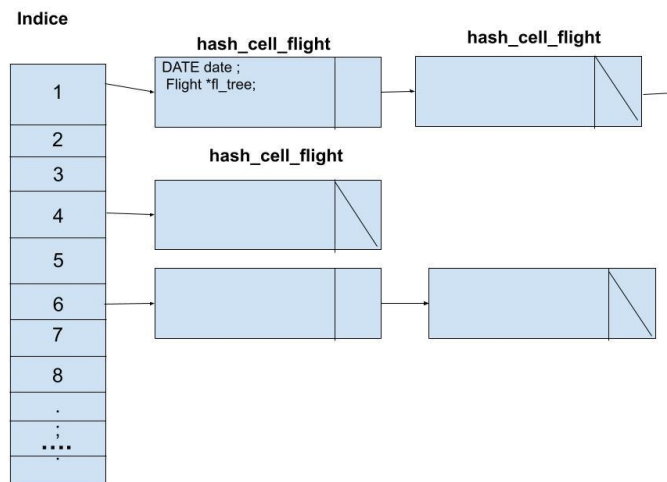 Indice
hash_cell_flight
hash_cell_flight
DATE date ;
Flight *fl_tree;
1
2
3
hash_cell_flight
4
5
6
7
8
.
;
....
.